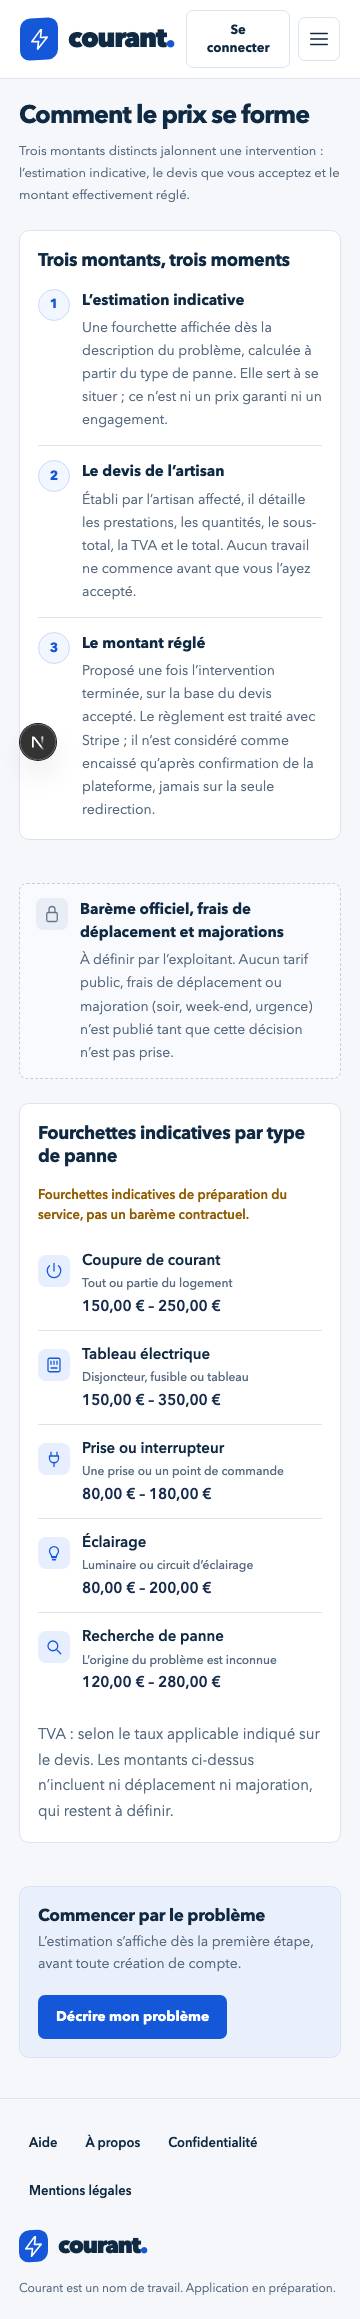 courant.
Se
connecter
Comment le prix se forme
Trois montants distincts jalonnent une intervention :
l’estimation indicative, le devis que vous acceptez et le
montant effectivement réglé.
Trois montants, trois moments
1
L’estimation indicative
Une fourchette affichée dès la
description du problème, calculée à
partir du type de panne. Elle sert à se
situer ; ce n’est ni un prix garanti ni un
engagement.
2
Le devis de l’artisan
Établi par l’artisan affecté, il détaille
les prestations, les quantités, le sous-
total, la TVA et le total. Aucun travail
ne commence avant que vous l’ayez
accepté.
3
Le montant réglé
Proposé une fois l’intervention
terminée, sur la base du devis
accepté. Le règlement est traité avec
Stripe ; il n’est considéré comme
encaissé qu’après confirmation de la
plateforme, jamais sur la seule
redirection.
N
Barème officiel, frais de
déplacement et majorations
À définir par l’exploitant. Aucun tarif
public, frais de déplacement ou
majoration (soir, week-end, urgence)
n’est publié tant que cette décision
n’est pas prise.
Fourchettes indicatives par type
de panne
Fourchettes indicatives de préparation du
service, pas un barème contractuel.
Coupure de courant
Tout ou partie du logement
150,00 € – 250,00 €
Tableau électrique
Disjoncteur, fusible ou tableau
150,00 € – 350,00 €
Prise ou interrupteur
Une prise ou un point de commande
80,00 € – 180,00 €
Éclairage
Luminaire ou circuit d’éclairage
80,00 € – 200,00 €
Recherche de panne
L’origine du problème est inconnue
120,00 € – 280,00 €
TVA : selon le taux applicable indiqué sur
le devis. Les montants ci-dessus
n’incluent ni déplacement ni majoration,
qui restent à définir.
Commencer par le problème
L’estimation s’affiche dès la première étape,
avant toute création de compte.
Décrire mon problème
Aide
À propos
Confidentialité
Mentions légales
courant.
Courant est un nom de travail. Application en préparation.